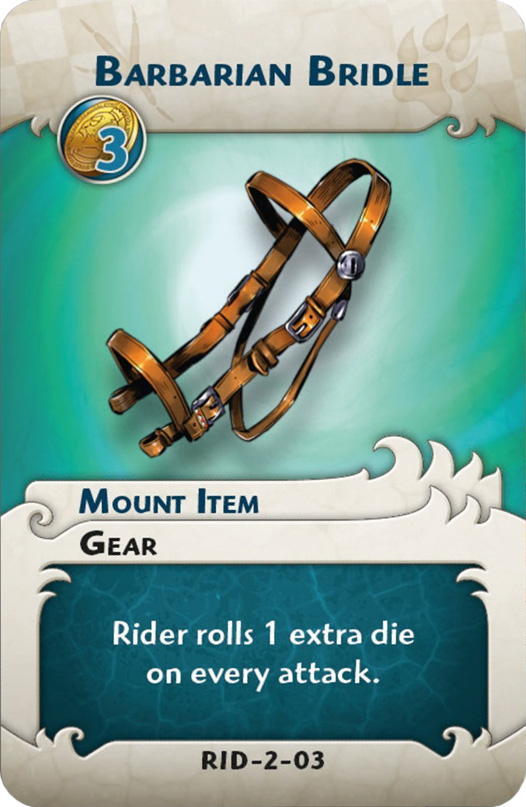 Barbarian Bridle
3
Mount Item
Gear
Rider rolls 1 extra die
on every attack.
RID-2-03